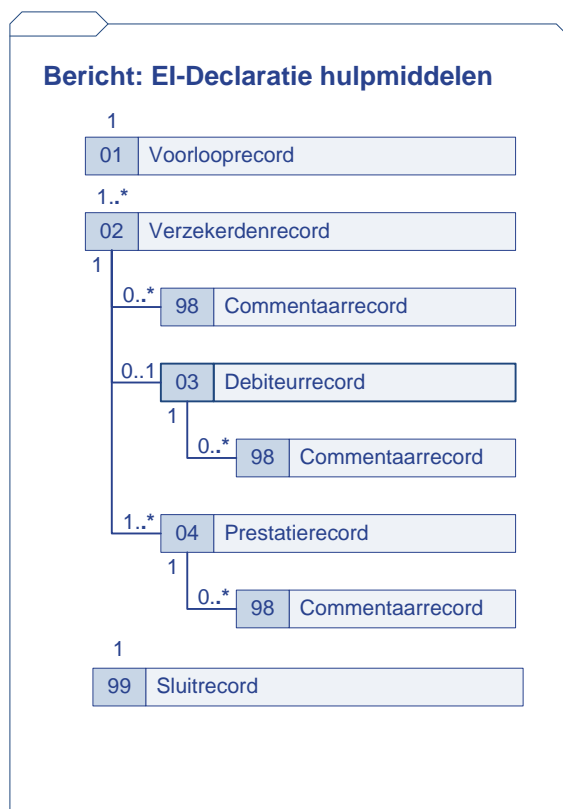 Bericht: EI-Declaratie hulpmiddelen
1
01 Voorlooprecord
1..*
02 Verzekerdenrecord
1
0..* 98 Commentaarrecord
0..1 03 Debiteurrecord
1
0..* 98 Commentaarrecord
1..* 04 Prestatierecord
1
0..* 98 Commentaarrecord
1
99 Sluitrecord